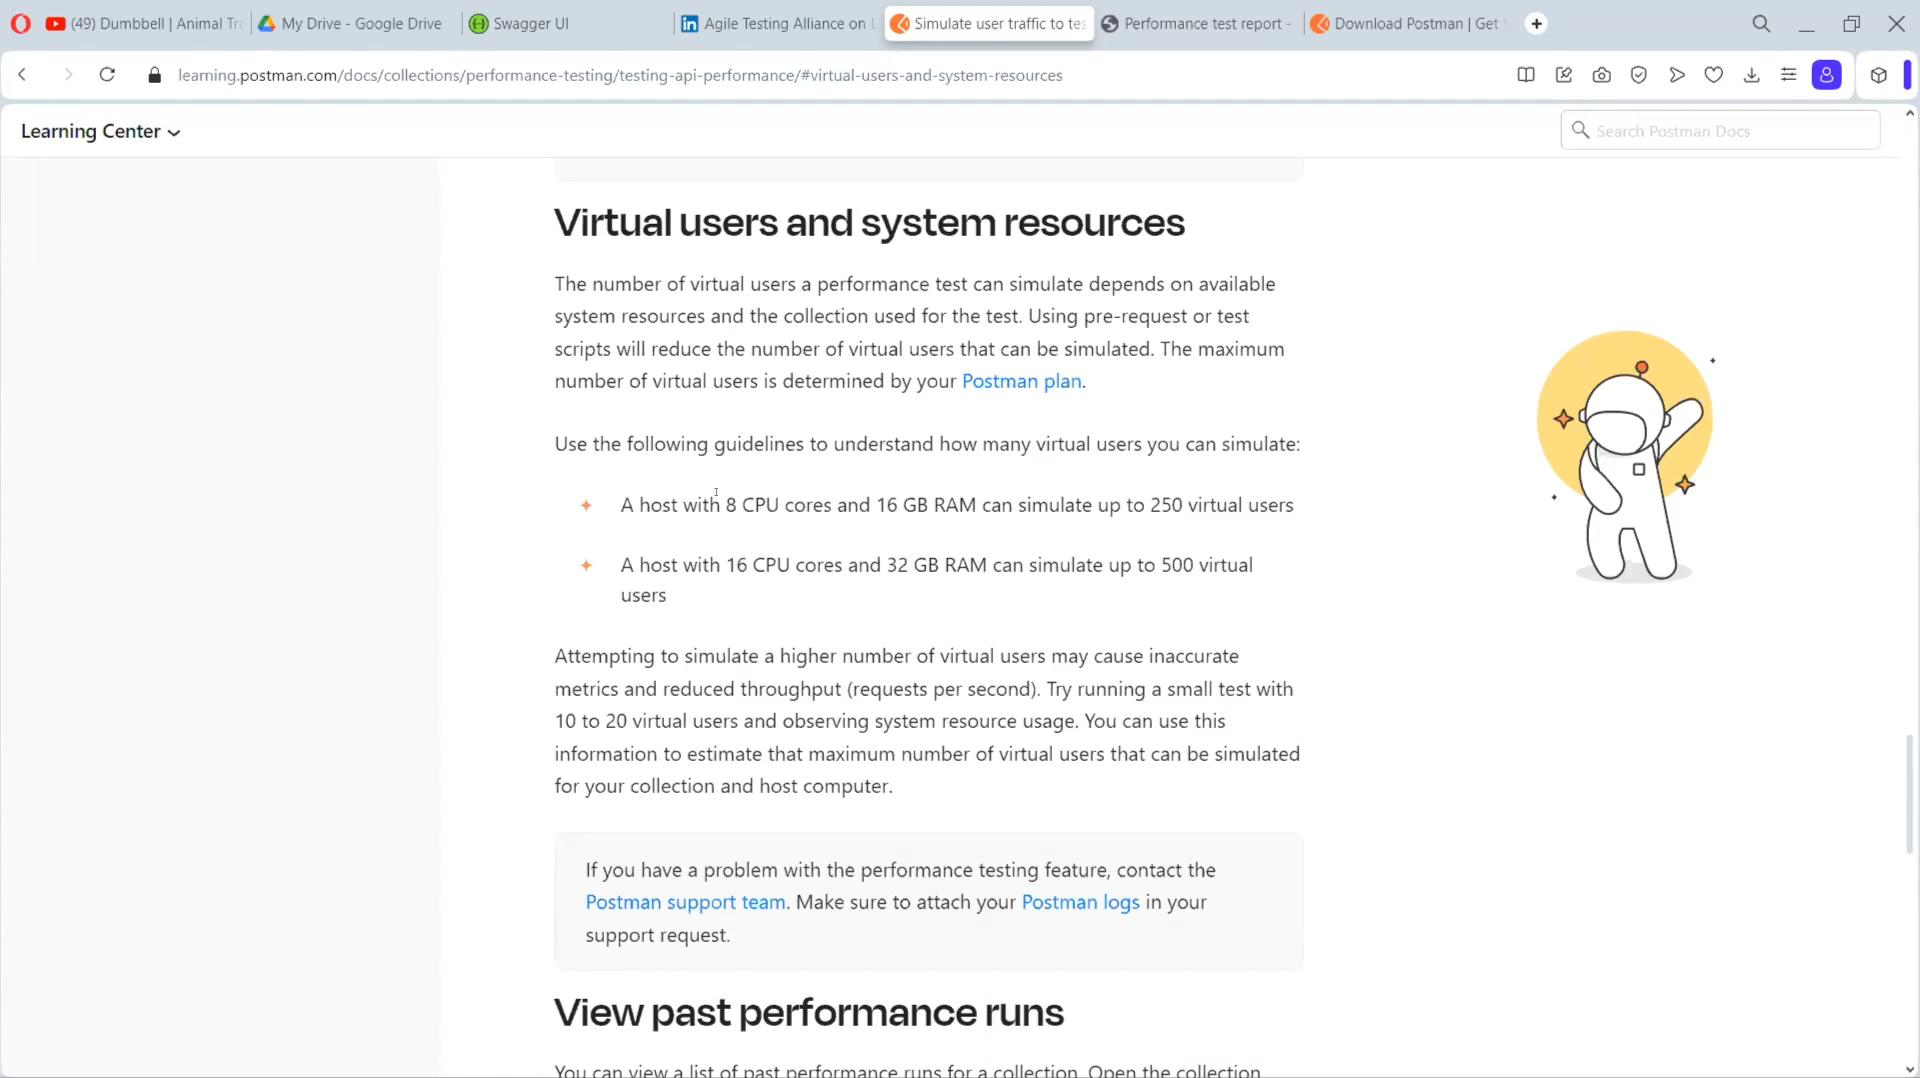 (49) Dumbbell | Animal Tr
My Drive - Google Drive
Swagger UI
Agile Testing Alliance on
Simulate user traffic to tes
Performance test report -
Download Postman | Get
learning.postman.com/docs/collections/performance-testing/testing-api-performance/#virtual-users-and-system-resources
Learning Center
Search Postman Docs
Virtual users and system resources
The number of virtual users a performance test can simulate depends on available
system resources and the collection used for the test. Using pre-request or test
scripts will reduce the number of virtual users that can be simulated. The maximum
number of virtual users is determined by your Postman plan.
Use the following guidelines to understand how many virtual users you can simulate:
A host with 8 CPU cores and 16 GB RAM can simulate up to 250 virtual users
A host with 16 CPU cores and 32 GB RAM can simulate up to 500 virtual
users
Attempting to simulate a higher number of virtual users may cause inaccurate
metrics and reduced throughput (requests per second). Try running a small test with
10 to 20 virtual users and observing system resource usage. You can use this
information to estimate that maximum number of virtual users that can be simulated
for your collection and host computer.
If you have a problem with the performance testing feature, contact the
Postman support team. Make sure to attach your Postman logs in your
support request.
View past performance runs
You can view a list of past performance runs for a collection. Open the collection